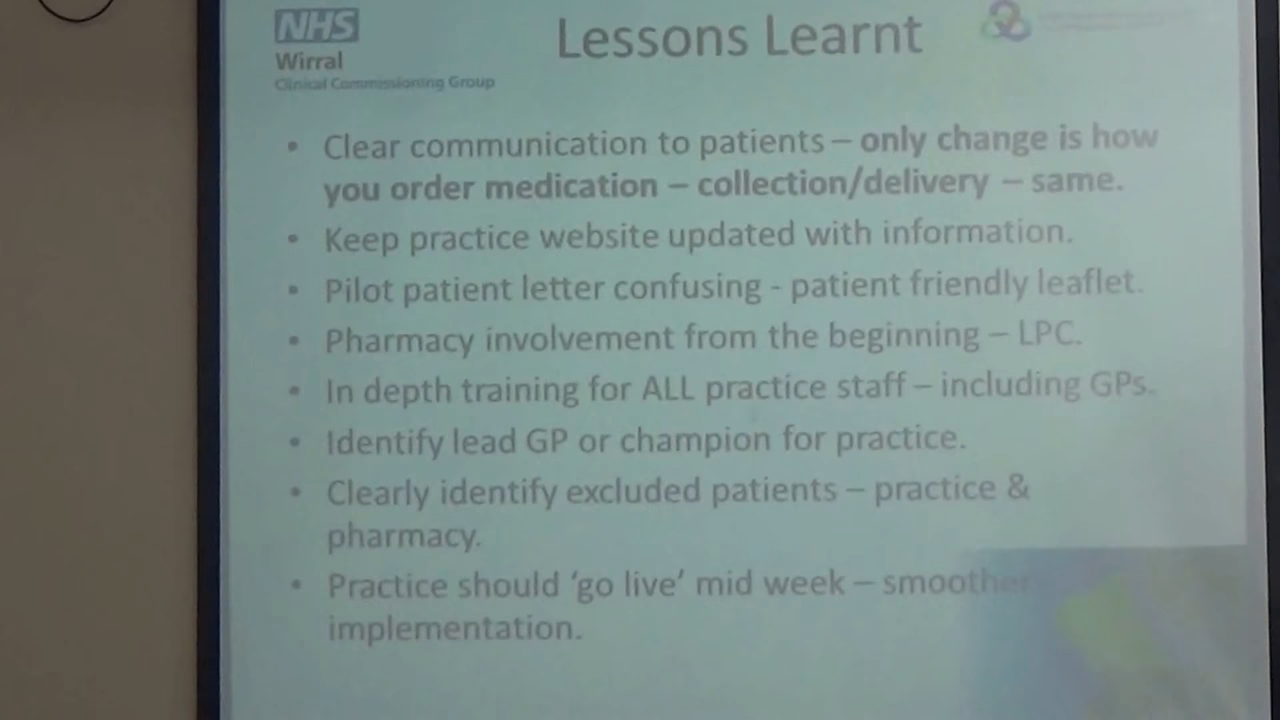 NHS
Wirral
Clinical Commissioning Group
Lessons Learnt
• Clear communication to patients – only change is how
you order medication – collection/delivery – same.
• Keep practice website updated with information.
• Pilot patient letter confusing - patient friendly leaflet.
• Pharmacy involvement from the beginning – LPC.
• In depth training for ALL practice staff – including GPs.
• Identify lead GP or champion for practice.
• Clearly identify excluded patients – practice &
pharmacy.
• Practice should ‘go live’ mid week – smoother
implementation.